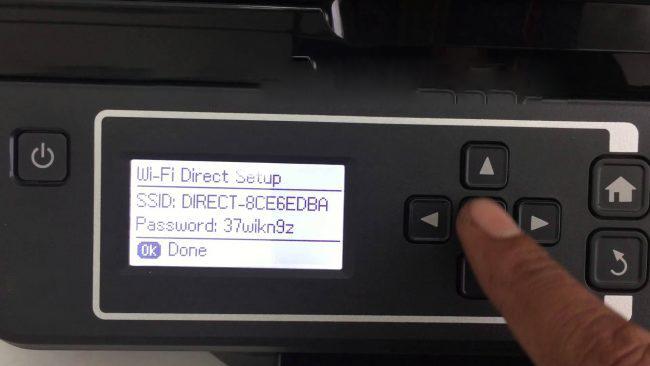 Wi-Fi Direct Setup
SSID: DIRECT-8CE6EDBA
Password: 37wikn9z
OK Done